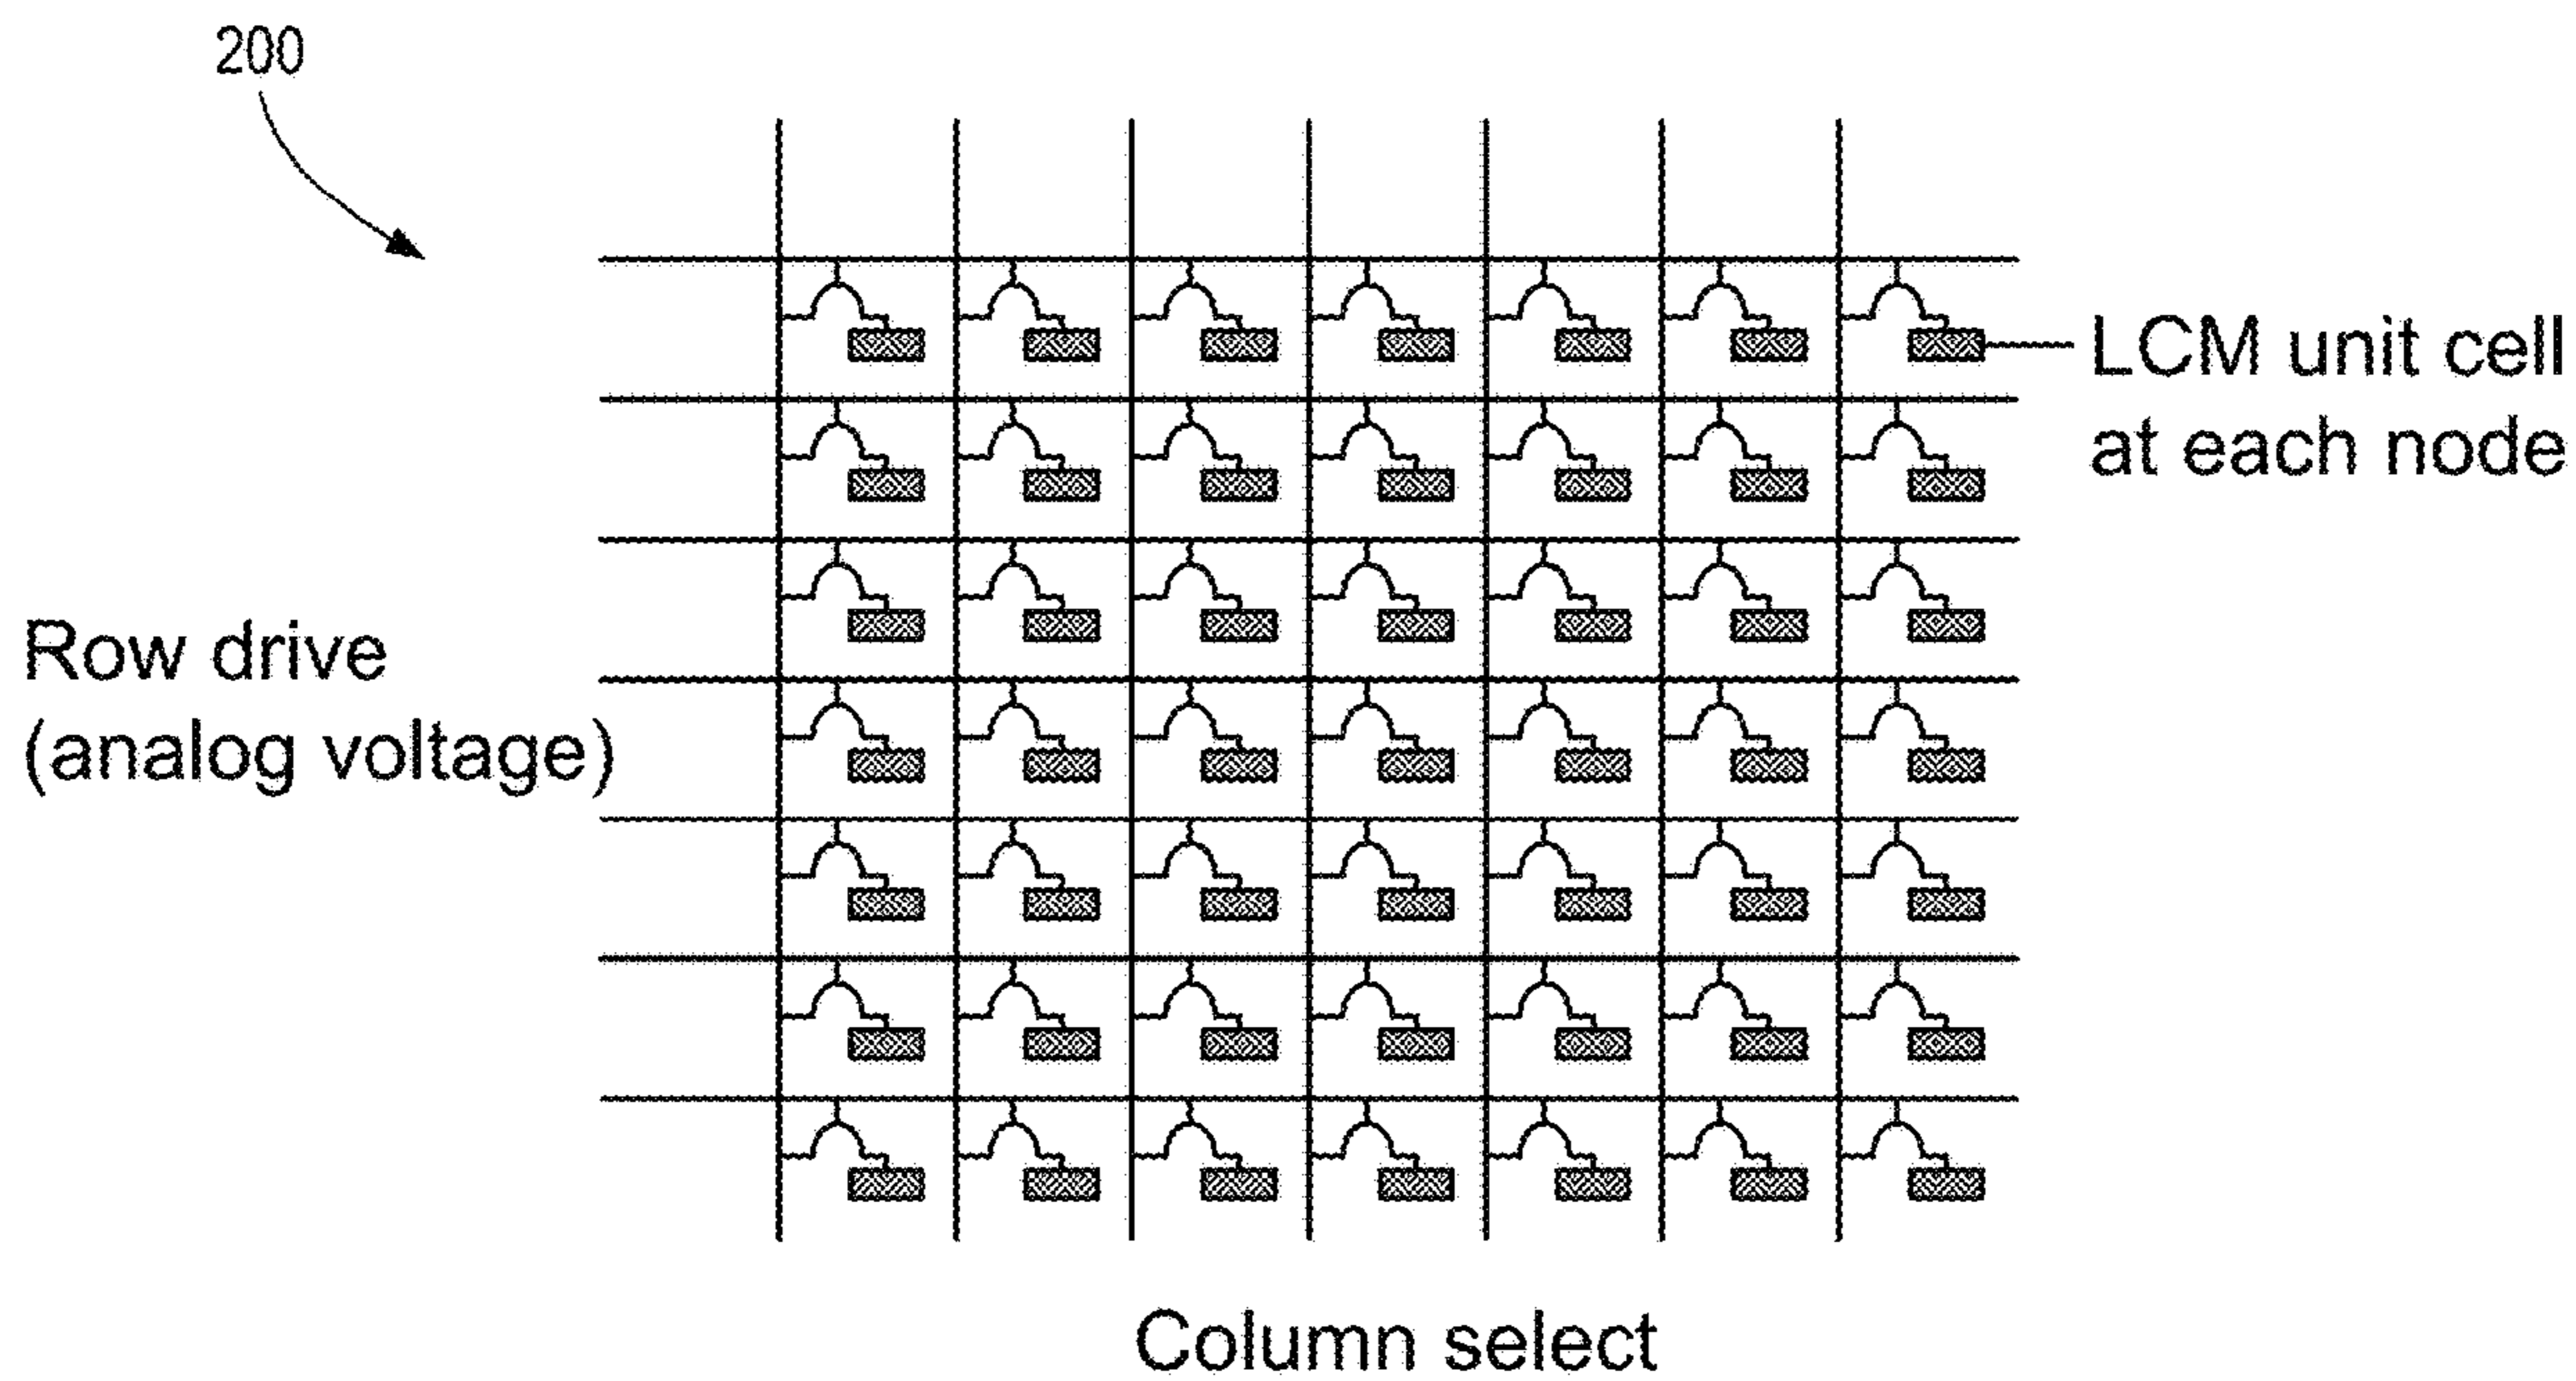 200
LCM unit cell
at each node
Row drive
(analog voltage)
Column select